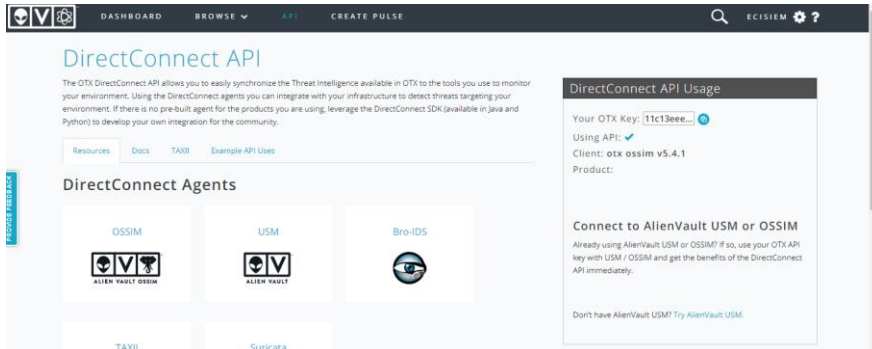 DASHBOARD BROWSE API CREATE PULSE ECISIEM ?
DirectConnect API
The OTX DirectConnect API allows you to easily synchronize the Threat Intelligence available in OTX to the tools you use to monitor
your environment. Using the DirectConnect agents you can integrate with your infrastructure to detect threats targeting your
environment. If there is no pre-built agent for the products you are using, leverage the DirectConnect SDK (available in Java and
Python) to develop your own integration for the community.
Resources Docs TAXII Example API Uses
DirectConnect Agents
OSSIM USM Bro-IDS
ALIEN VAULT OSSIM ALIEN VAULT
TAXII Suricata
PROVIDE FEEDBACK
DirectConnect API Usage
Your OTX Key: 11c13eee...
Using API:
Client: otx ossim v5.4.1
Product:
Connect to AlienVault USM or OSSIM
Already using AlienVault USM or OSSIM? If so, use your OTX API
key with USM / OSSIM and get the benefits of the DirectConnect
API immediately.
Don't have AlienVault USM? Try AlienVault USM.